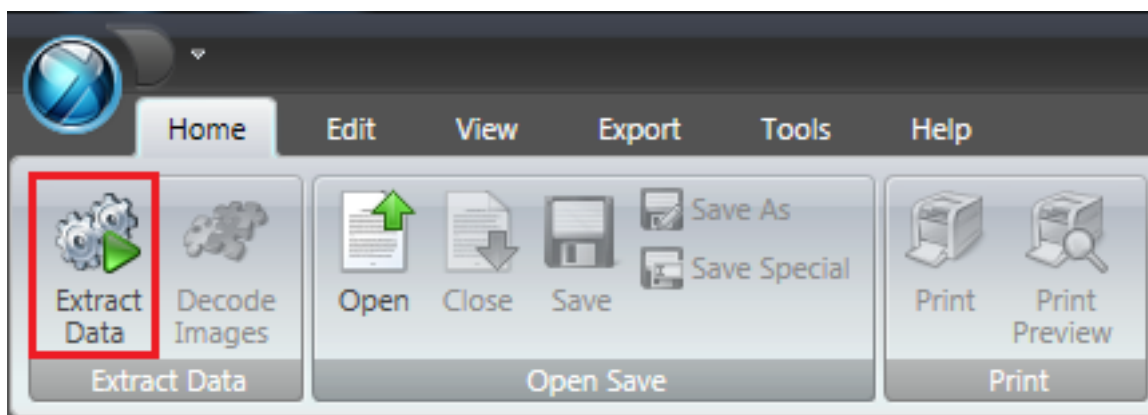 Home Edit View Export Tools Help
Extract Data
Decode Images
Open
Close
Save
Save As
Save Special
Print
Print Preview
Extract Data
Open Save
Print